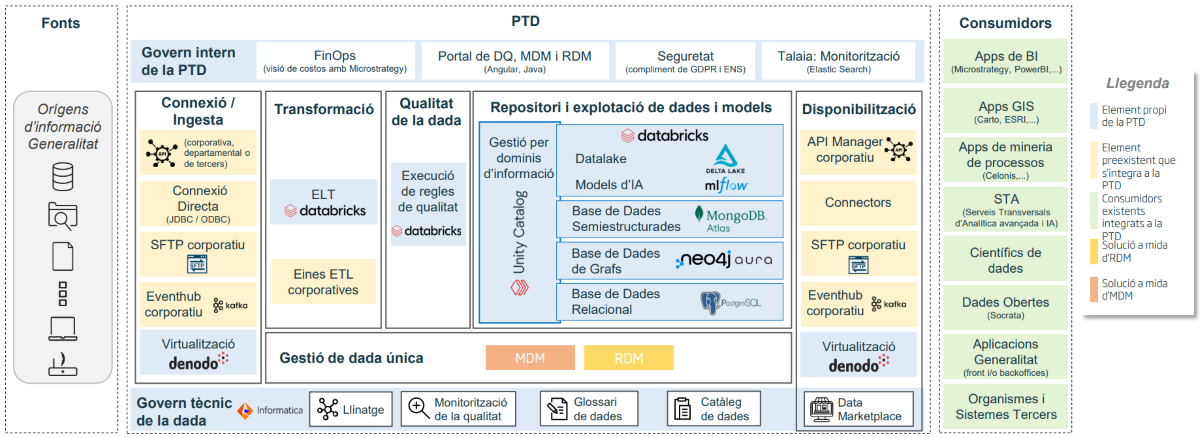 Fonts
Orígens
d'informació
Generalitat
PTD
Govern intern
de la PTD
FinOps
(visió de costos amb Microstrategy)
Portal de DQ, MDM i RDM
(Angular, Java)
Seguretat
(compliment de GDPR i ENS)
Talaia: Monitorització
(Elastic Search)
Connexió /
Ingesta
API
(corporativa,
departamental o
de tercers)
Connexió
Directa
(JDBC / ODBC)
SFTP corporatiu
SFTP
Eventhub
corporatiu
kafka
Virtualització
denodo
Transformació
ELT
databricks
Eines ETL
corporatives
Qualitat
de la dada
Execució
de regles
de qualitat
databricks
Repositori i explotació de dades i models
Gestió per
dominis
d'informació
Unity Catalog
databricks
Datalake
DELTA LAKE
Models d'IA
mlflow
Base de Dades
Semiestructurades
MongoDB.
Atlas
Base de Dades
de Grafs
neo4j aura
Base de Dades
Relacional
PostgreSQL
Gestió de dada única
MDM
RDM
Disponibilització
API Manager
corporatiu
API
Connectors
SFTP corporatiu
SFTP
Eventhub
corporatiu
kafka
Virtualització
denodo
Govern tècnic
de la dada
Informatica
Llinatge
Monitorització
de la qualitat
Glossari
de dades
Catàleg
de dades
Data
Marketplace
Consumidors
Apps de BI
(Microstrategy, PowerBI,...)
Apps GIS
(Carto, ESRI,...)
Apps de mineria
de processos
(Celonis,...)
STA
(Serveis Transversals
d'Analítica avançada i IA)
Científics de
dades
Dades Obertes
(Socrata)
Aplicacions
Generalitat
(front i/o backoffices)
Organismes i
Sistemes Tercers
Llegenda
Element propi
de la PTD
Element
preexistent que
s'integra a la
PTD
Consumidors
existents
integrats a la
PTD
Solució a mida
d'RDM
Solució a mida
d'MDM